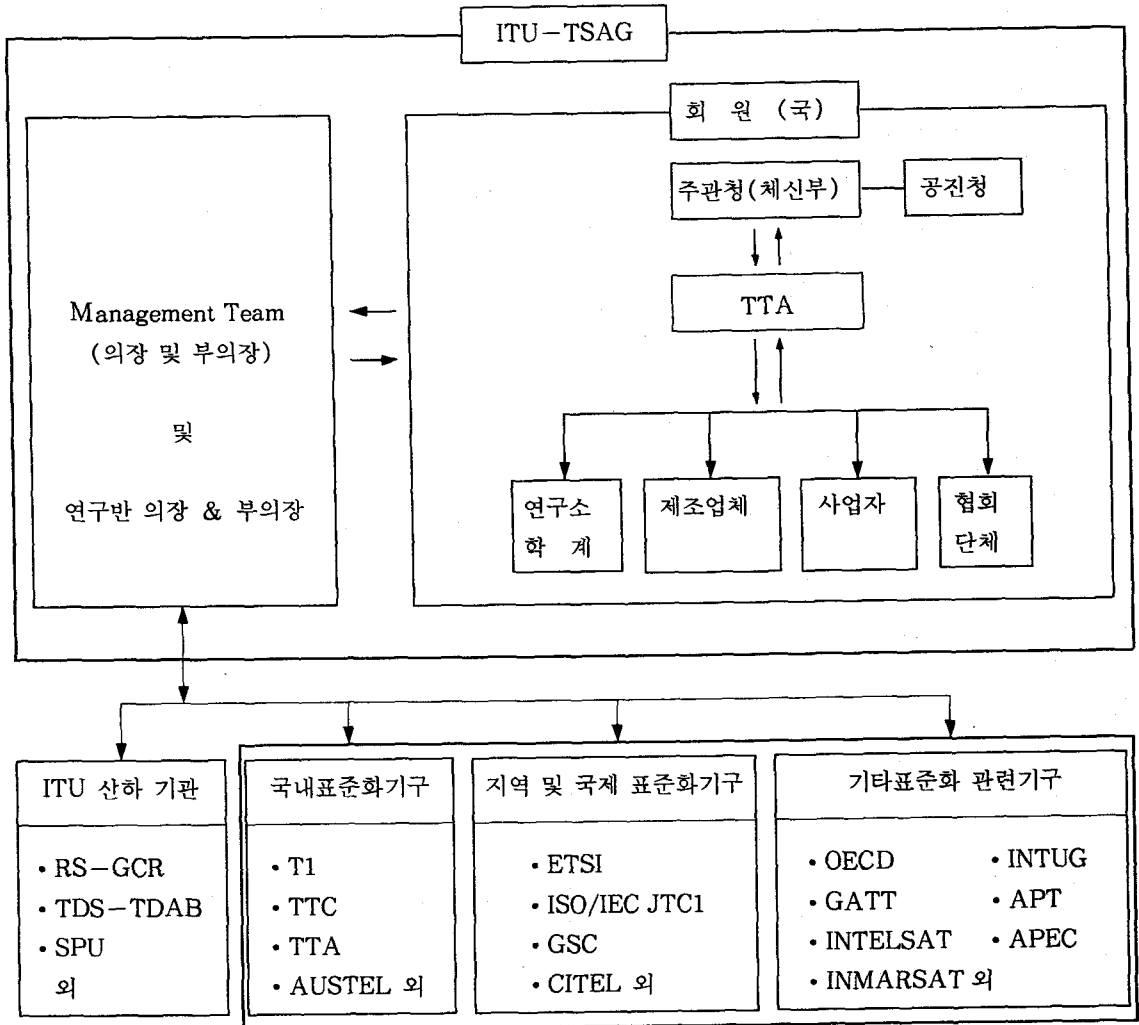 ITU-TSAG
회 원 (국)
주관청(체신부)
공진청
TTA
Management Team
(의장 및 부의장)
및
연구반 의장 & 부의장
연구소
학 계
제조업체
사업자
협회
단체
ITU 산하 기관
• RS-GCR
• TDS-TDAB
• SPU
외
국내표준화기구
• T1
• TTC
• TTA
• AUSTEL 외
지역 및 국제 표준화기구
• ETSI
• ISO/IEC JTC1
• GSC
• CITEL 외
기타표준화 관련기구
• OECD
• GATT
• INTELSAT
• INMARSAT 외
• INTUG
• APT
• APEC